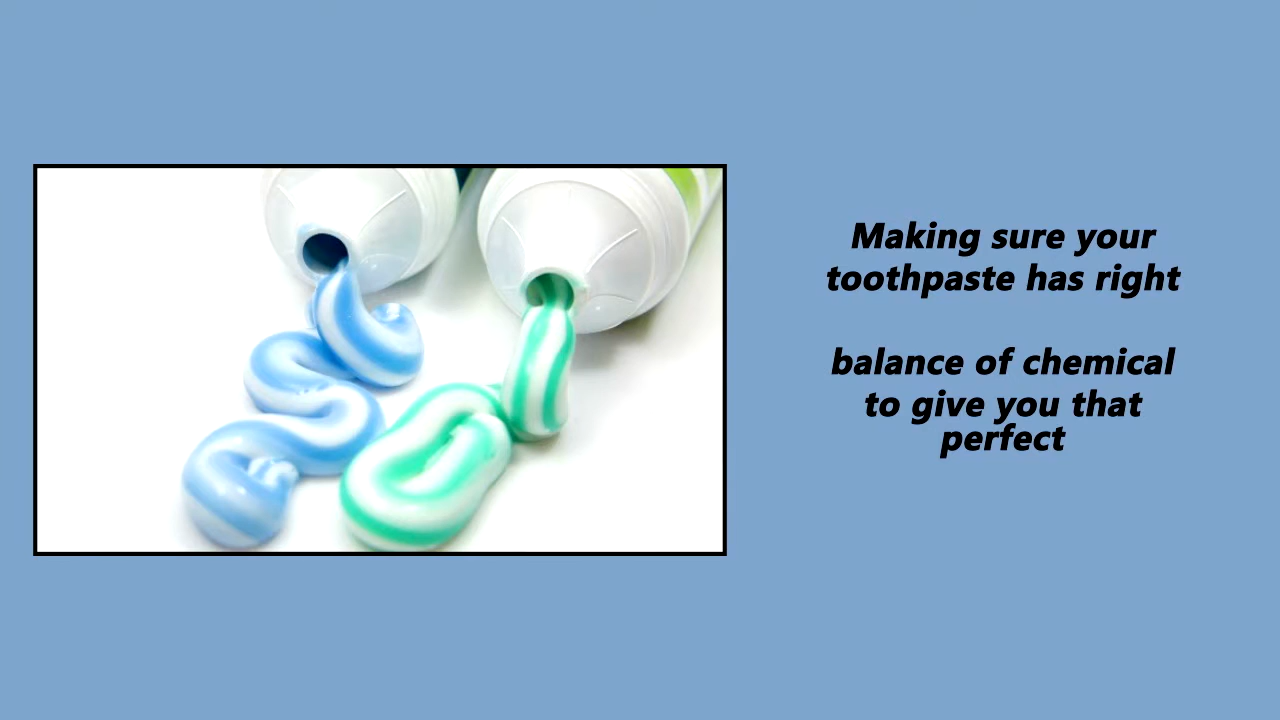 Making sure your
toothpaste has right
balance of chemical
to give you that
perfect